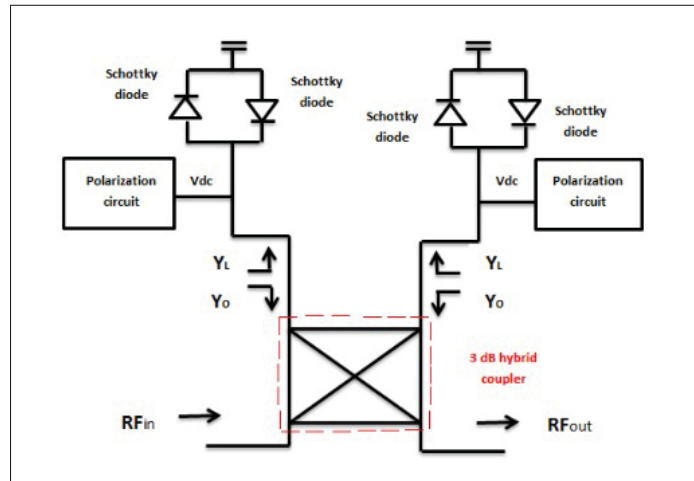 Schottky
diode
Schottky
diode
Schottky
diode
Schottky
diode
Polarization
circuit
Vdc
Vdc
Polarization
circuit
YL
YO
YL
YO
3 dB hybrid
coupler
RFin
RFout